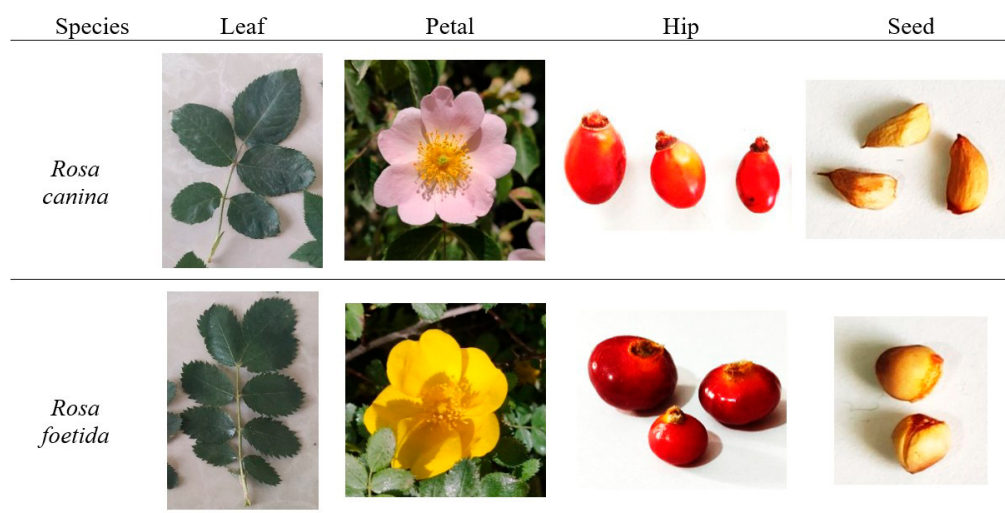 Species Leaf Petal Hip Seed
Rosa
canina
Rosa
foetida